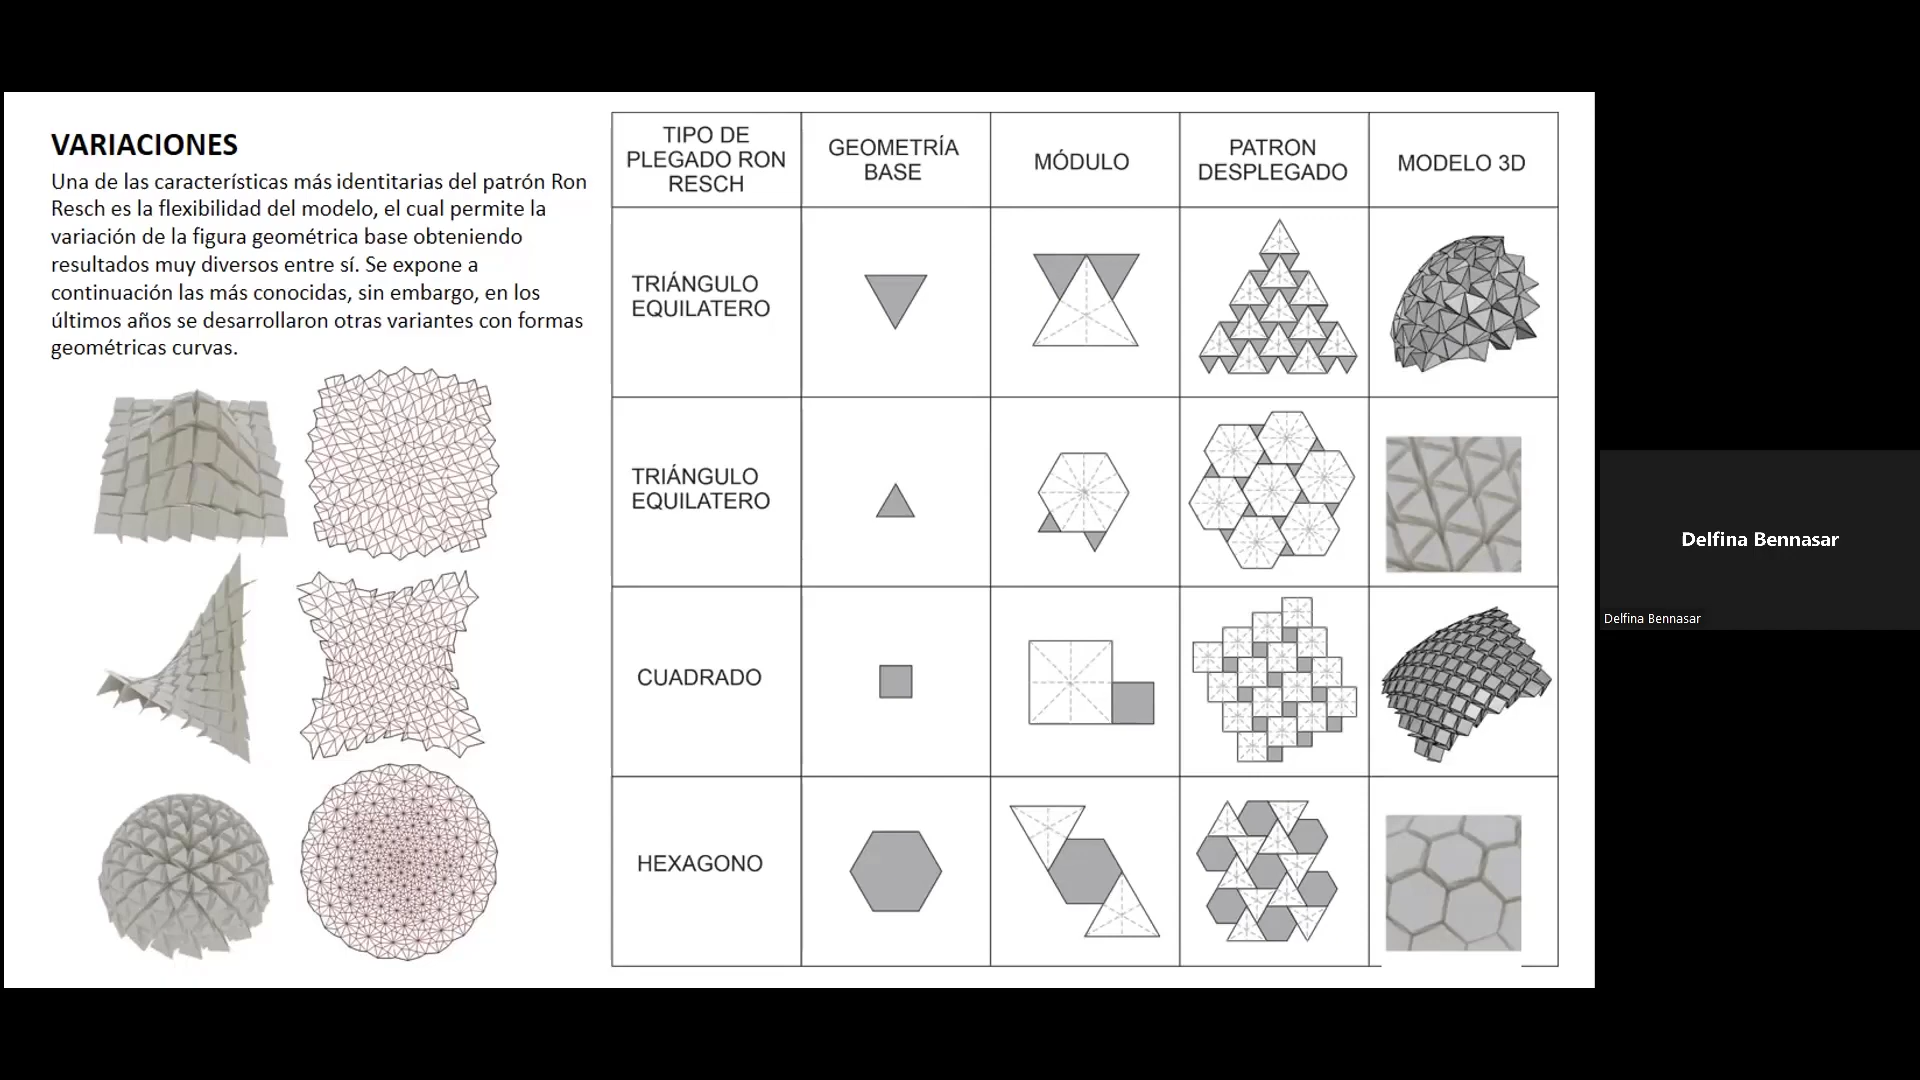 VARIACIONES
Una de las características más identitarias del patrón Ron
Resch es la flexibilidad del modelo, el cual permite la
variación de la figura geométrica base obteniendo
resultados muy diversos entre sí. Se expone a
continuación las más conocidas, sin embargo, en los
últimos años se desarrollaron otras variantes con formas
geométricas curvas.
TIPO DE
PLEGADO RON
RESCH
GEOMETRÍA
BASE
MÓDULO
PATRON
DESPLEGADO
MODELO 3D
TRIÁNGULO
EQUILATERO
TRIÁNGULO
EQUILATERO
CUADRADO
HEXAGONO
Delfina Bennasar
Delfina Bennasar